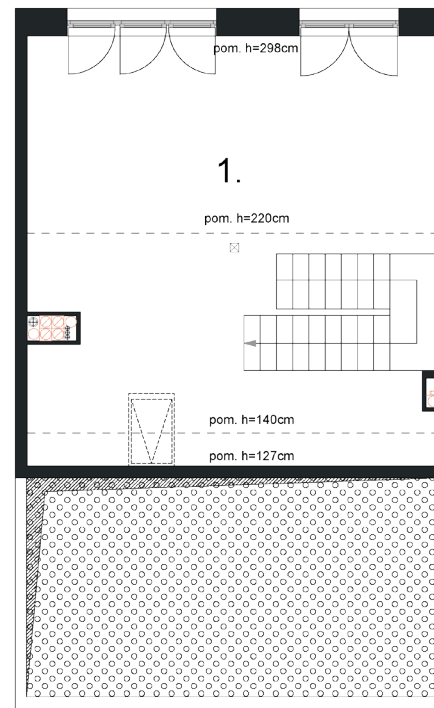 pom. h=298cm
1.
pom. h=220cm
pom. h=140cm
pom. h=127cm